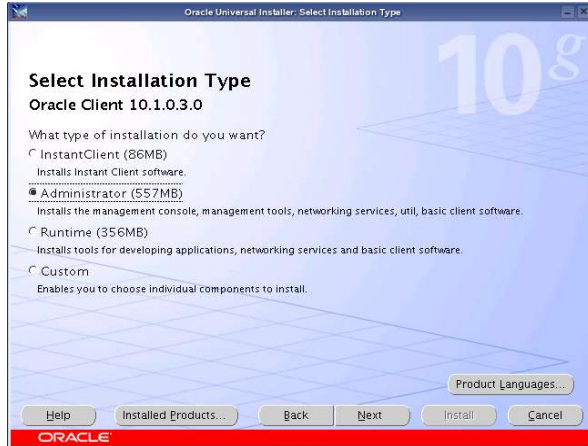 Oracle Universal Installer: Select Installation Type
10g
Select Installation Type
Oracle Client 10.1.0.3.0
What type of installation do you want?
InstantClient (86MB)
Installs Instant Client software.
Administrator (557MB)
Installs the management console, management tools, networking services, util, basic client software.
Runtime (356MB)
Installs tools for developing applications, networking services and basic client software.
Custom
Enables you to choose individual components to install.
Product Languages...
Help Installed Products... Back Next Install Cancel
ORACLE